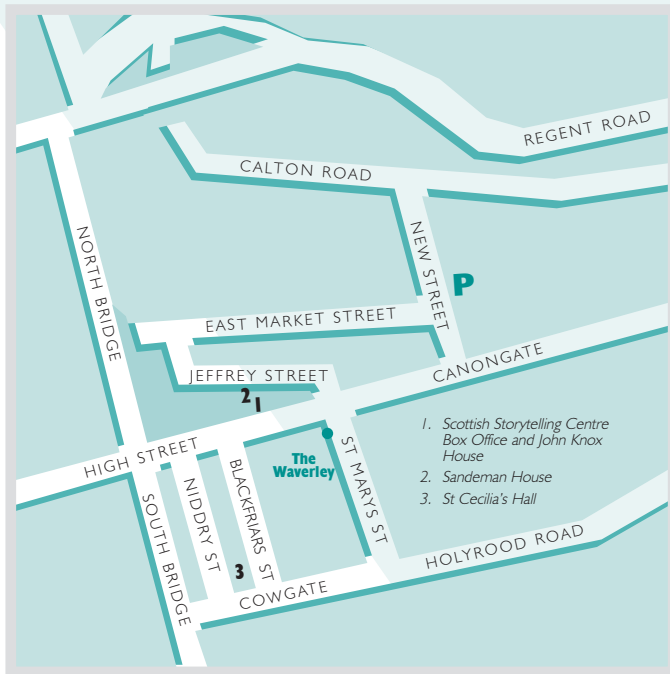 REGENT ROAD
CALTON ROAD
NORTH BRIDGE
NEW STREET
P
EAST MARKET STREET
JEFFREY STREET
CANONGATE
2
1
HIGH STREET
The
Waverley
ST MARYS ST
1. Scottish Storytelling Centre
Box Office and John Knox
House
2. Sandeman House
3. St Cecilia's Hall
BLACKFRIARS ST
NIDDRY ST
SOUTH BRIDGE
3
COWGATE
HOLYROOD ROAD